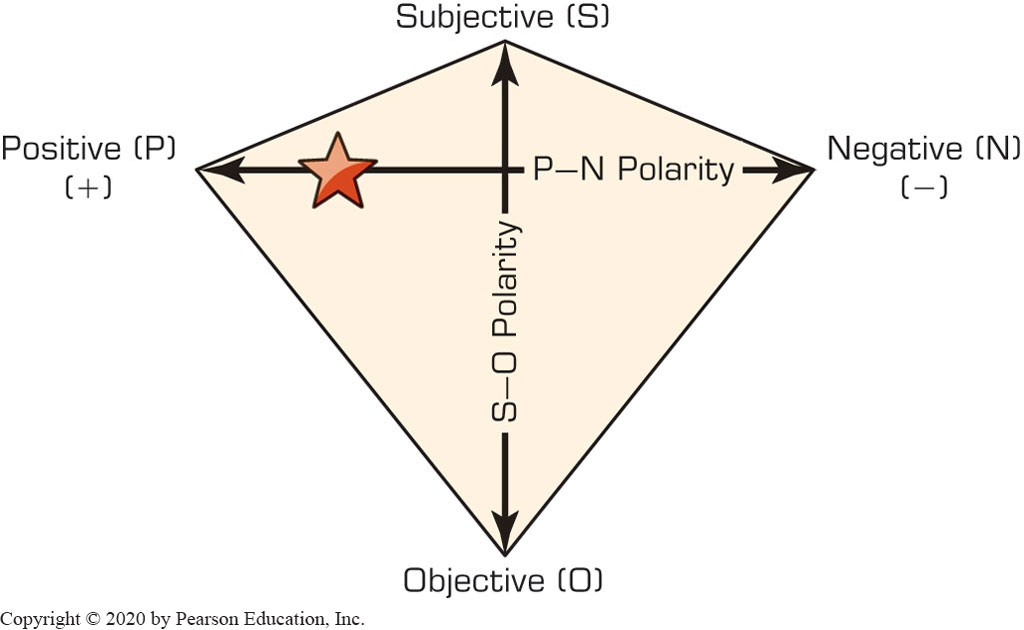 Subjective (S)
Positive (P)
(+)
P–N Polarity
Negative (N)
(−)
S–O Polarity
Objective (O)
Copyright © 2020 by Pearson Education, Inc.